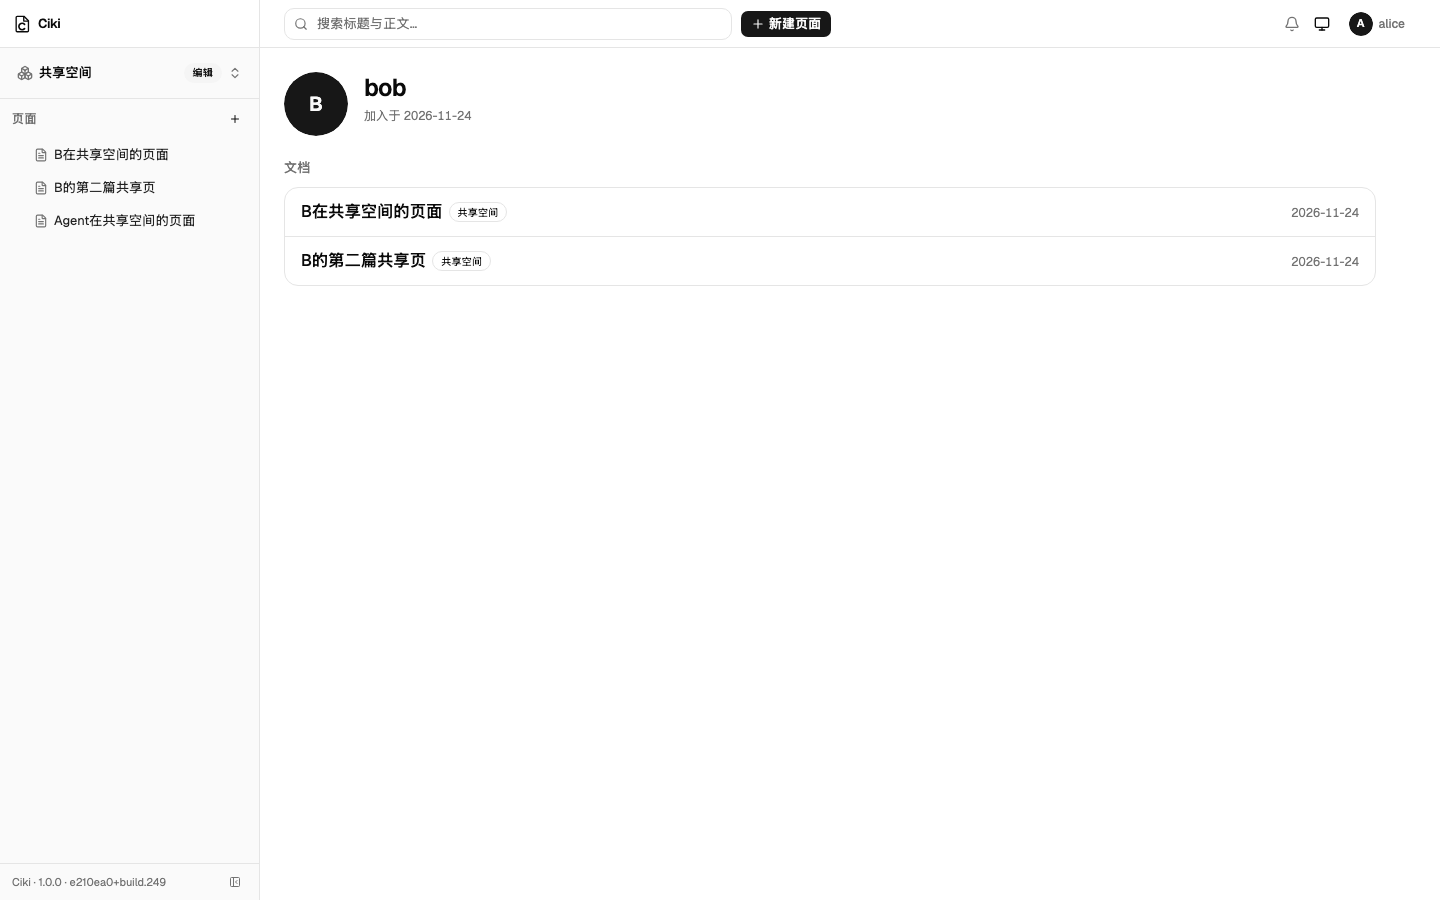 Ciki
搜索标题与正文...
新建页面
A
alice
共享空间
编辑
页面
B在共享空间的页面
B的第二篇共享页
Agent在共享空间的页面
B
bob
加入于 2026-11-24
文档
B在共享空间的页面 共享空间 2026-11-24
B的第二篇共享页 共享空间 2026-11-24
Ciki · 1.0.0 · e210ea0+build.249